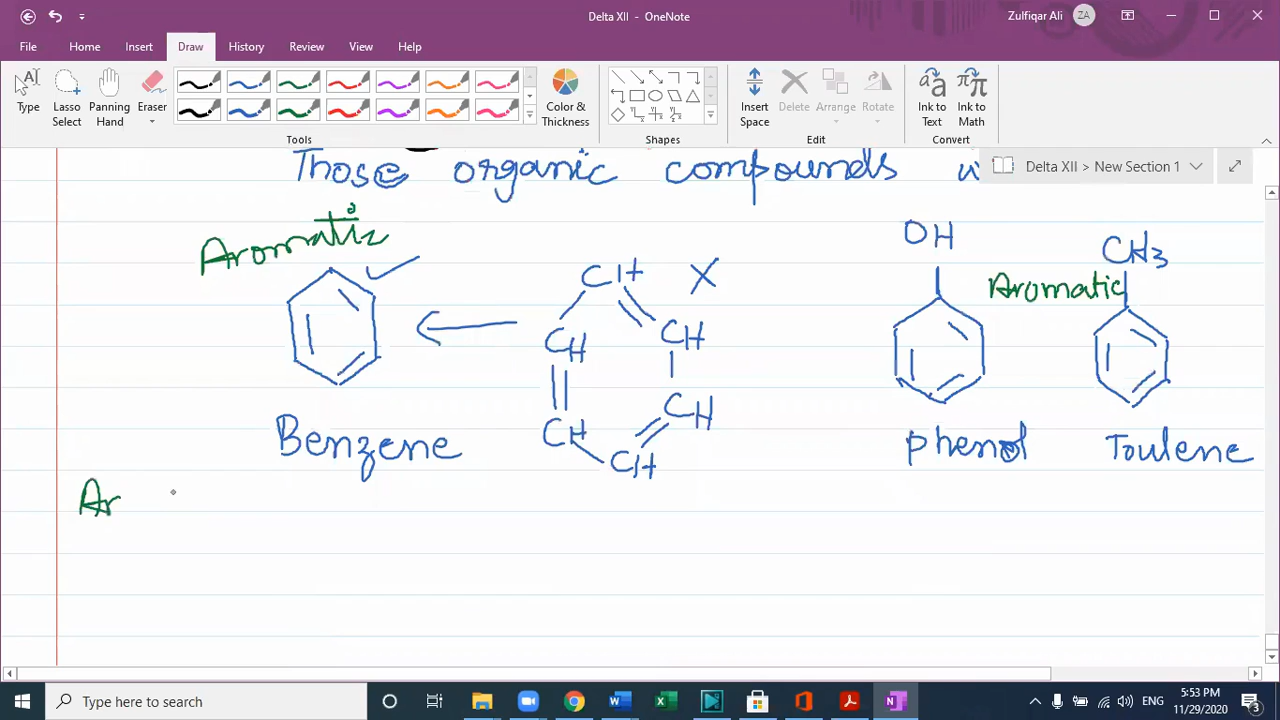 Delta XII - OneNote
Zulfiqar Ali
ZA
File Home Insert Draw History Review View Help
Type
Lasso Select
Panning Hand
Eraser
Color & Thickness
Insert Space
Delete
Arrange
Rotate
Ink to Text
Ink to Math
Tools
Shapes
Edit
Convert
Those organic compounds
Delta XII > New Section 1
Aromatic
OH
CH3
Aromatic
CH
X
CH
CH
CH
CH
CH
Benzene
phenol
Toulene
Ar
Type here to search
ENG
5:53 PM
11/29/2020
3